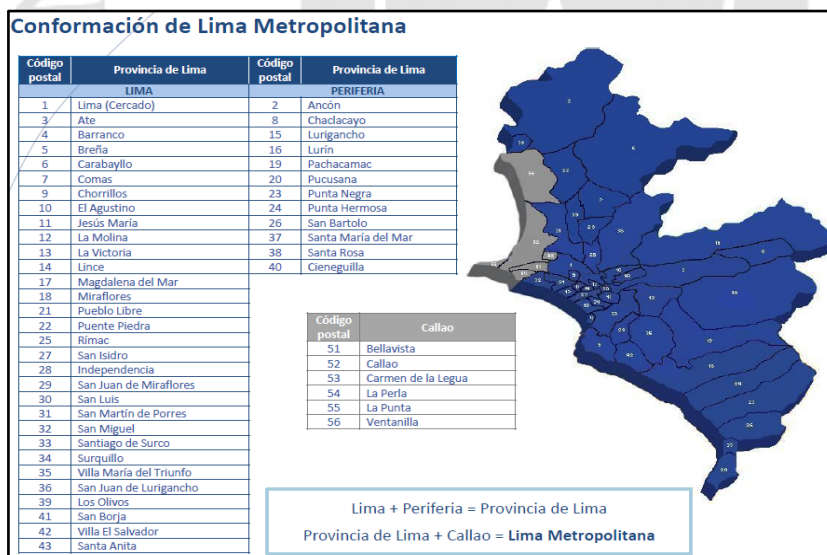 Conformación de Lima Metropolitana
Código postal Provincia de Lima Código postal Provincia de Lima
LIMA PERIFERIA
1 Lima (Cercado) 2 Ancón
3 Ate 8 Chaclacayo
4 Barranco 15 Lurigancho
5 Breña 16 Lurín
6 Carabayllo 19 Pachacamac
7 Comas 20 Pucusana
9 Chorrillos 23 Punta Negra
10 El Agustino 24 Punta Hermosa
11 Jesús María 26 San Bartolo
12 La Molina 37 Santa María del Mar
13 La Victoria 38 Santa Rosa
14 Lince 40 Cieneguilla
17 Magdalena del Mar
18 Miraflores
21 Pueblo Libre
22 Puente Piedra
25 Rímac
27 San Isidro
28 Independencia
29 San Juan de Miraflores
30 San Luis
31 San Martín de Porres
32 San Miguel
33 Santiago de Surco
34 Surquillo
35 Villa María del Triunfo
36 San Juan de Lurigancho
39 Los Olivos
41 San Borja
42 Villa El Salvador
43 Santa Anita
Código postal Callao
51 Bellavista
52 Callao
53 Carmen de la Legua
54 La Perla
55 La Punta
56 Ventanilla
Lima + Periferia = Provincia de Lima
Provincia de Lima + Callao = Lima Metropolitana